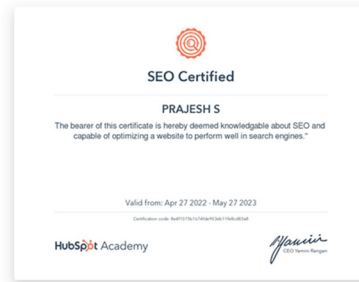 SEO Certified
PRAJESH S
The bearer of this certificate is hereby deemed knowledgable about SEO and
capable of optimizing a website to perform well in search engines."
Valid from: Apr 27 2022 - May 27 2023
Certification code:
HubSpot Academy
CEO Yamini Rangan